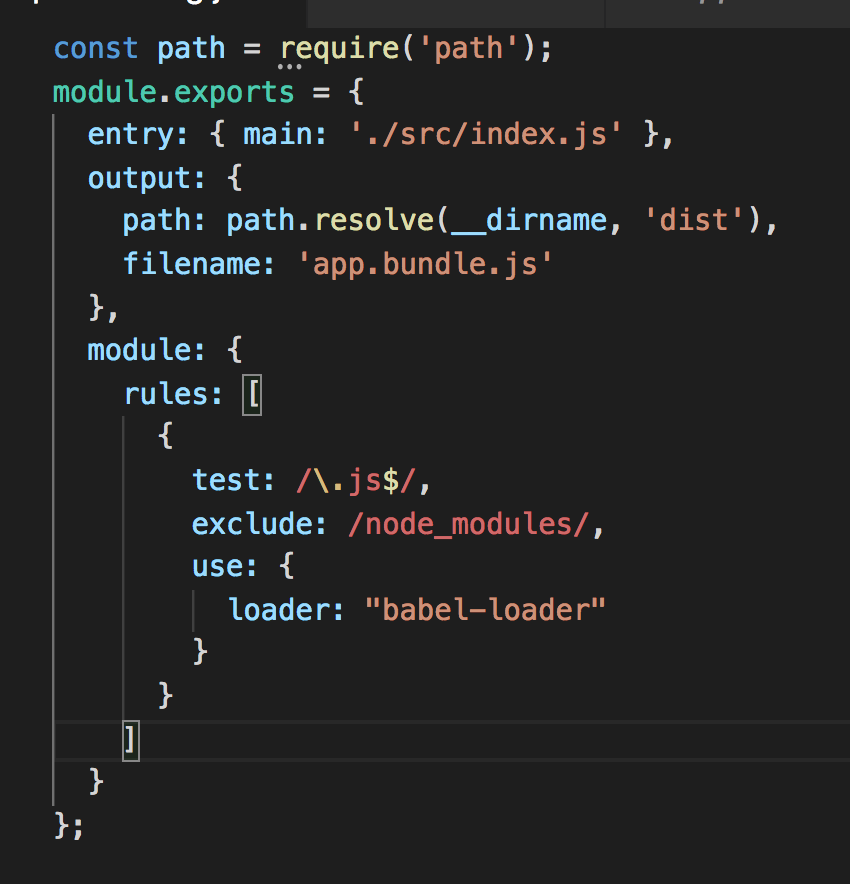 const path = require('path');
module.exports = {
  entry: { main: './src/index.js' },
  output: {
    path: path.resolve(__dirname, 'dist'),
    filename: 'app.bundle.js'
  },
  module: {
    rules: [
      {
        test: /\.js$/,
        exclude: /node_modules/,
        use: {
          loader: "babel-loader"
        }
      }
    ]
  }
};